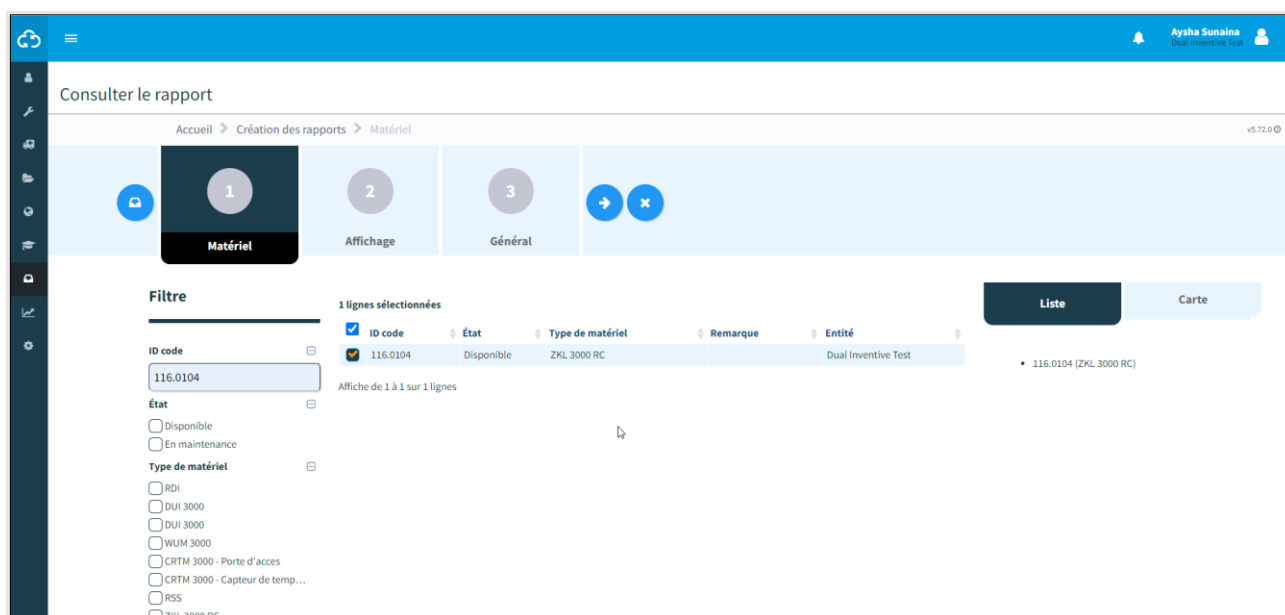 Aysha Sunaina
Dual Inventive Test
Consulter le rapport
Accueil Création des rapports Matériel
v5.72.0
1
Matériel
2
Affichage
3
Général
Filtre
ID code
116.0104
État
Disponible
En maintenance
Type de matériel
RDI
DUI 3000
DUI 3000
WUM 3000
CRTM 3000 - Porte d'acces
CRTM 3000 - Capteur de temp...
RSS
ZKL 3000 RC
1 lignes sélectionnées
ID code État Type de matériel Remarque Entité
116.0104 Disponible ZKL 3000 RC Dual Inventive Test
Affiche de 1 à 1 sur 1 lignes
Liste
Carte
116.0104 (ZKL 3000 RC)